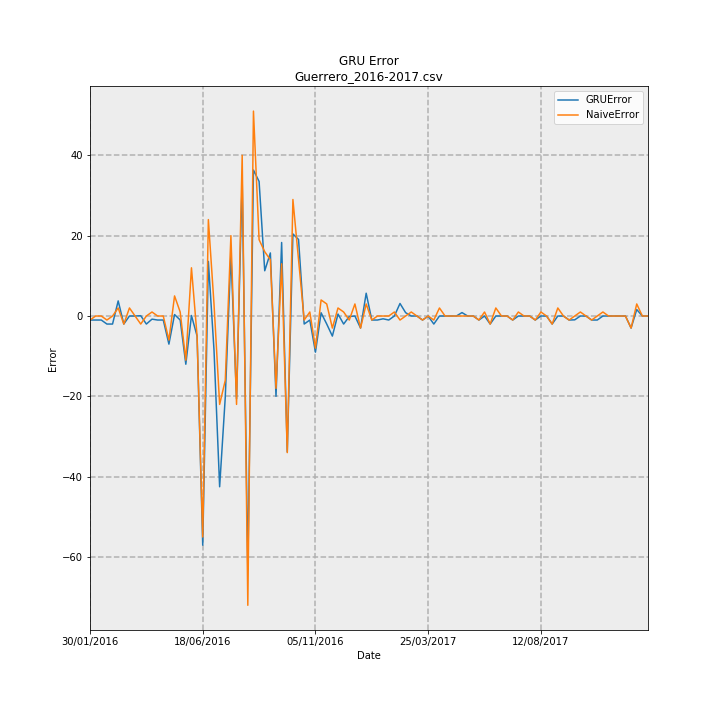 GRU Error
Guerrero_2016-2017.csv
GRUError
NaiveError
Error
40
20
0
−20
−40
−60
30/01/2016
18/06/2016
05/11/2016
25/03/2017
12/08/2017
Date